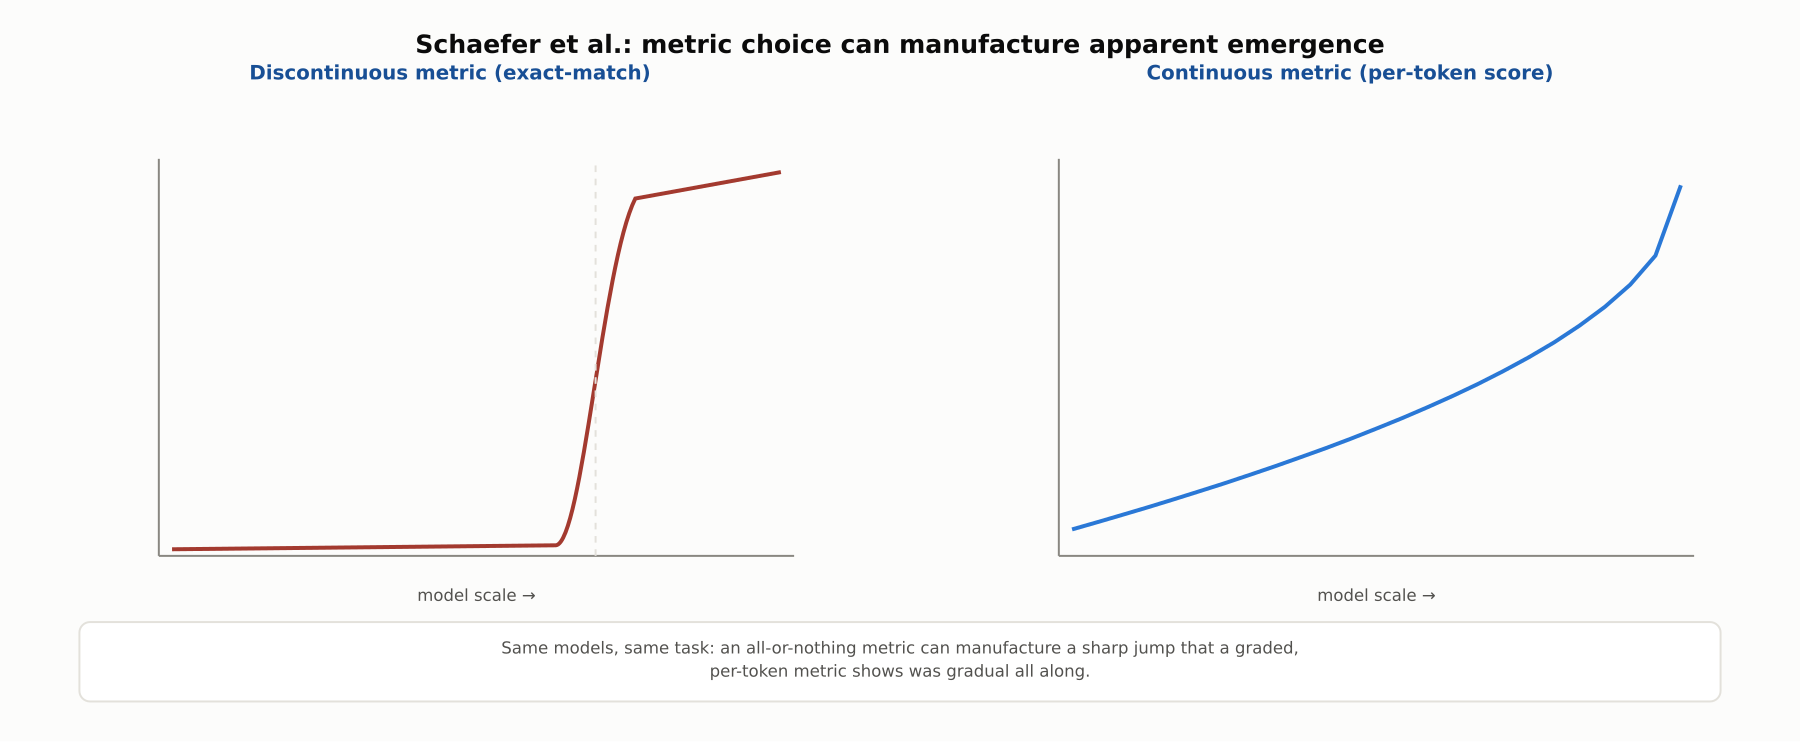 Schaefer et al.: metric choice can manufacture apparent emergence
Discontinuous metric (exact-match)
Continuous metric (per-token score)
model scale →
model scale →
Same models, same task: an all-or-nothing metric can manufacture a sharp jump that a graded,
per-token metric shows was gradual all along.